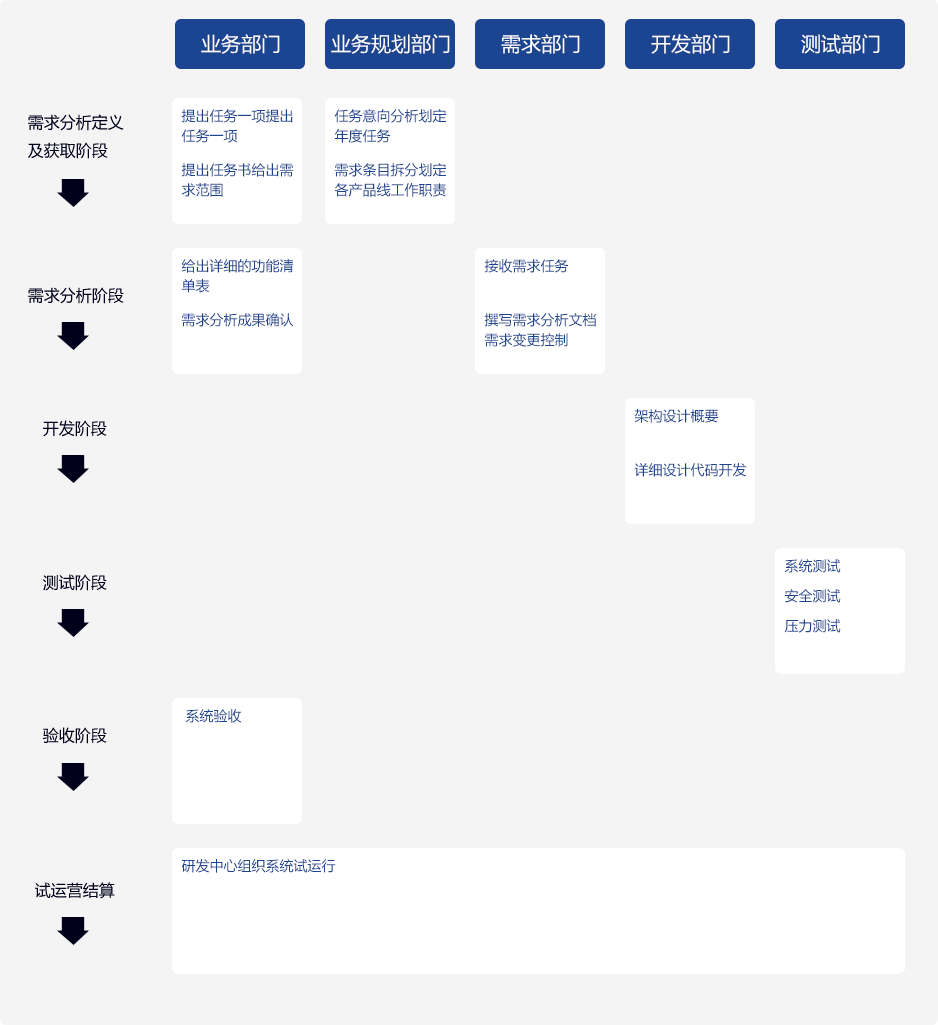 业务部门
业务规划部门
需求部门
开发部门
测试部门
需求分析定义
及获取阶段
提出任务一项提出
任务一项
提出任务书给出需
求范围
任务意向分析划定
年度任务
需求条目拆分划定
各产品线工作职责
需求分析阶段
给出详细的功能清
单表
需求分析成果确认
接收需求任务
撰写需求分析文档
需求变更控制
开发阶段
架构设计概要
详细设计代码开发
测试阶段
系统测试
安全测试
压力测试
验收阶段
系统验收
试运营结算
研发中心组织系统试运行